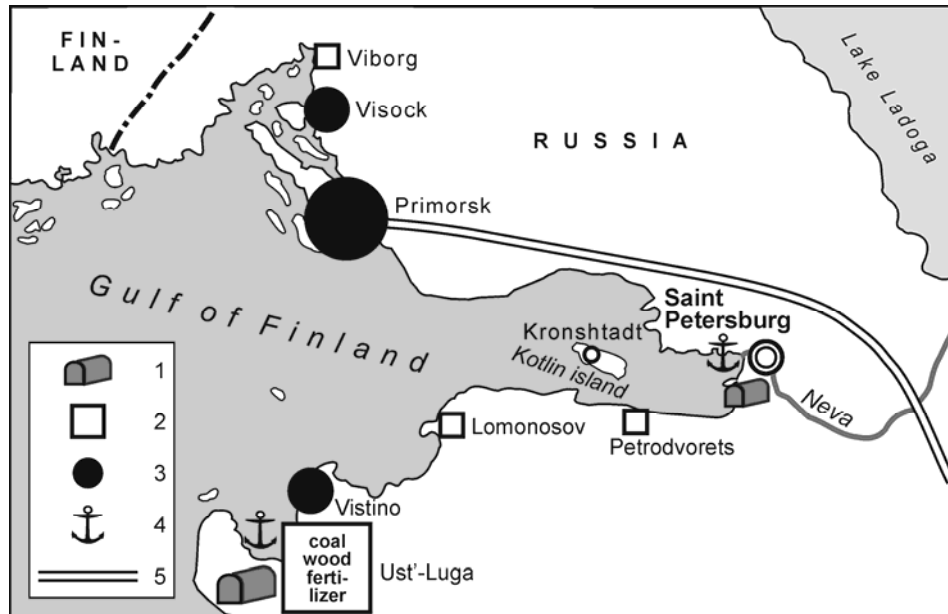 FIN-
LAND
Viborg
Visock
Lake Ladoga
RUSSIA
Primorsk
Gulf of Finland
Saint
Petersburg
Kronshtadt
Kotlin island
Neva
Lomonosov
Petrodvorets
Vistino
coal
wood
ferti-
lizer
Ust'-Luga
1
2
3
4
5